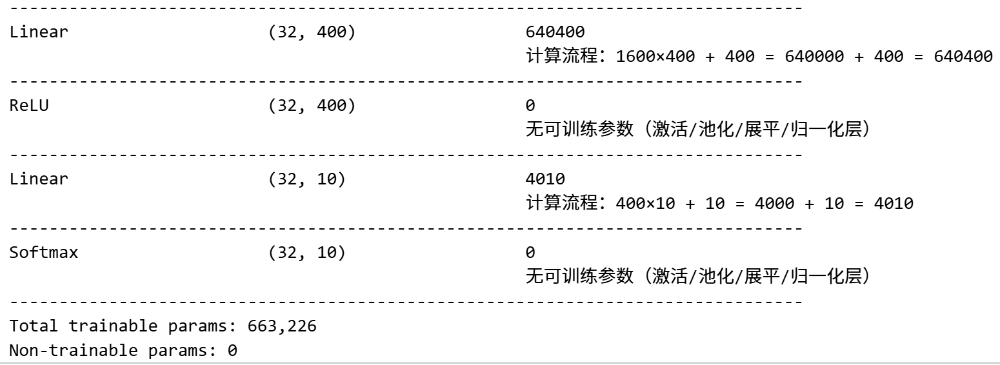 --------------------------------------------------------------------------------
Linear (32, 400) 640400
计算流程：1600×400 + 400 = 640000 + 400 = 640400
--------------------------------------------------------------------------------
ReLU (32, 400) 0
无可训练参数（激活/池化/展平/归一化层）
--------------------------------------------------------------------------------
Linear (32, 10) 4010
计算流程：400×10 + 10 = 4000 + 10 = 4010
--------------------------------------------------------------------------------
Softmax (32, 10) 0
无可训练参数（激活/池化/展平/归一化层）
--------------------------------------------------------------------------------
Total trainable params: 663,226
Non-trainable params: 0